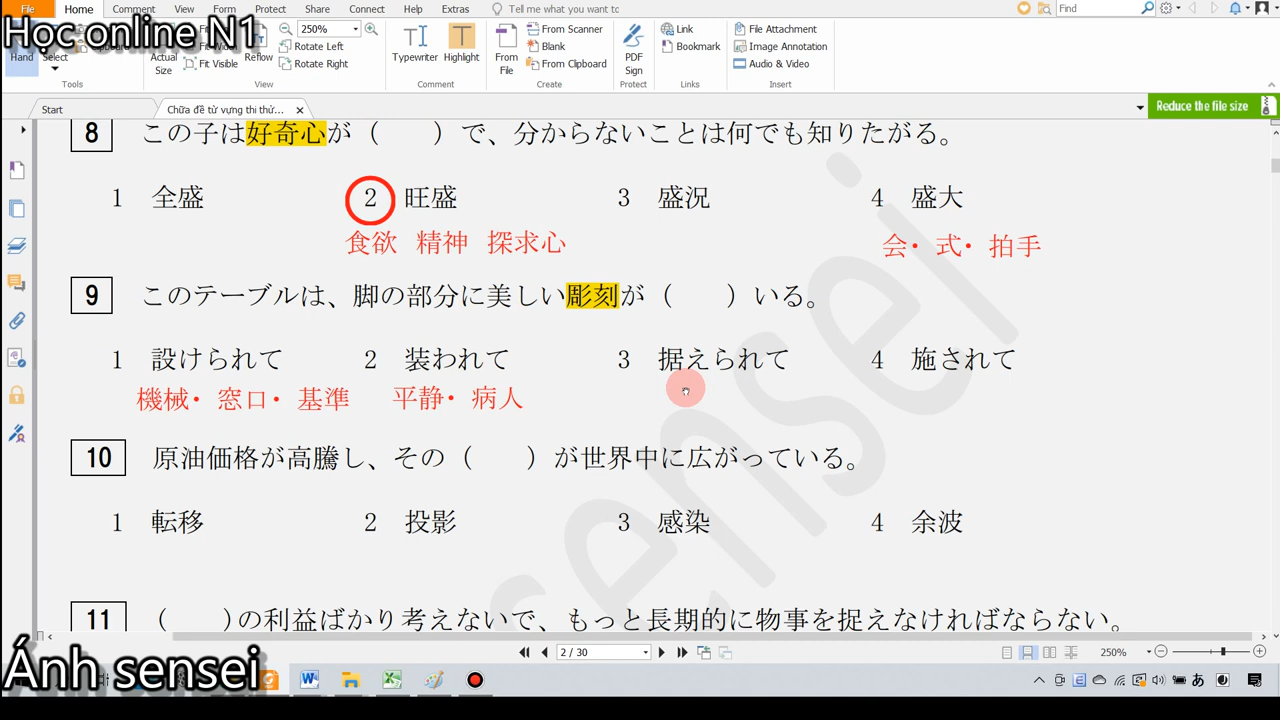 File Home Comment View Form Protect Share Connect Help Extras Tell me what you want to Find
Học online N1
Hand Select Actual Size Fit Visible Rotate Left Rotate Right Reflow 250% Typewriter Highlight From File From Scanner Blank From Clipboard PDF Sign Link Bookmark File Attachment Image Annotation Audio & Video
Tools View Comment Create Protect Links Insert
Start Chữa đề từ vựng thi thử... Reduce the file size
8 この子は好奇心が（ ）で、分からないことは何でも知りたがる。
1 全盛 2 旺盛 3 盛況 4 盛大
食欲 精神 探求心 会・式・拍手
9 このテーブルは、脚の部分に美しい彫刻が（ ）いる。
1 設けられて 2 装われて 3 据えられて 4 施されて
機械・窓口・基準 平静・病人
10 原油価格が高騰し、その（ ）が世界中に広がっている。
1 転移 2 投影 3 感染 4 余波
11 （ ）の利益ばかり考えないで、もっと長期的に物事を捉えなければならない。
sensei
2 / 30 250%
Ánh sensei